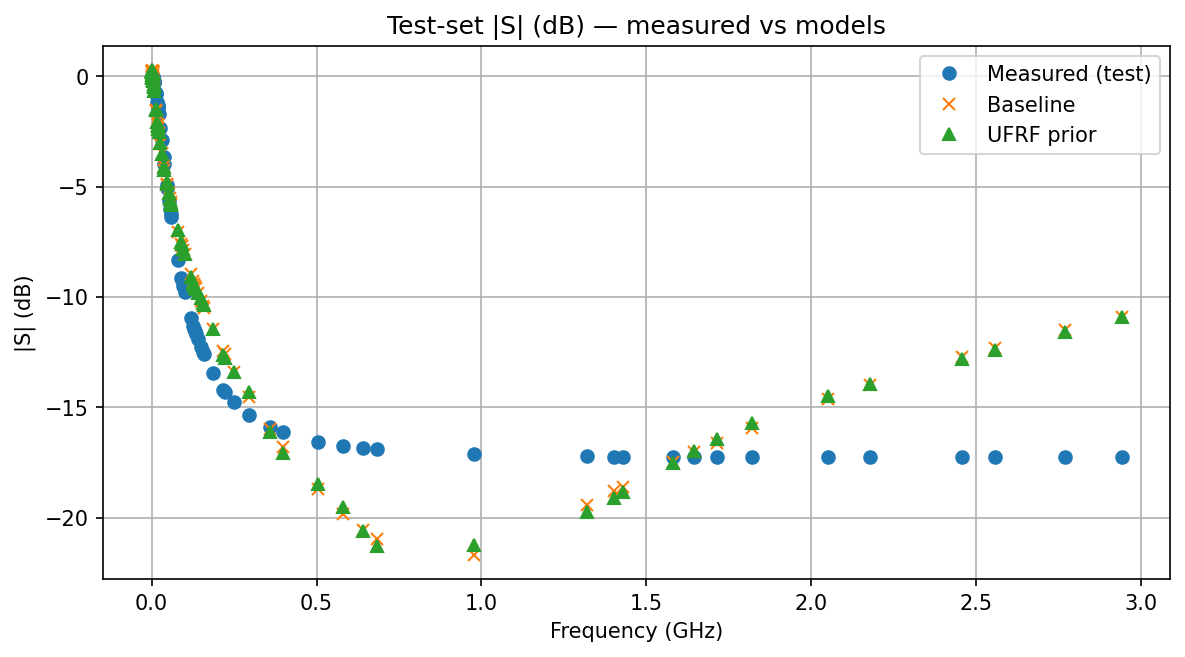 Test-set |S| (dB) — measured vs models
Measured (test)
Baseline
UFRF prior
|S| (dB)
0
−5
−10
−15
−20
0.0 0.5 1.0 1.5 2.0 2.5 3.0
Frequency (GHz)